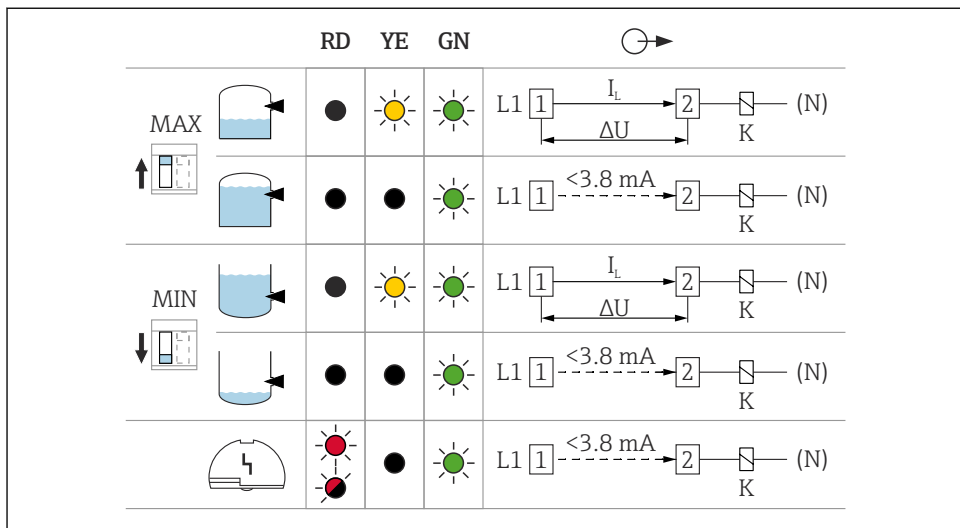 RD YE GN
MAX
L1 1 I_L 2 (N)
ΔU K
L1 1 <3.8 mA 2 (N)
K
MIN
L1 1 I_L 2 (N)
ΔU K
L1 1 <3.8 mA 2 (N)
K
L1 1 <3.8 mA 2 (N)
K